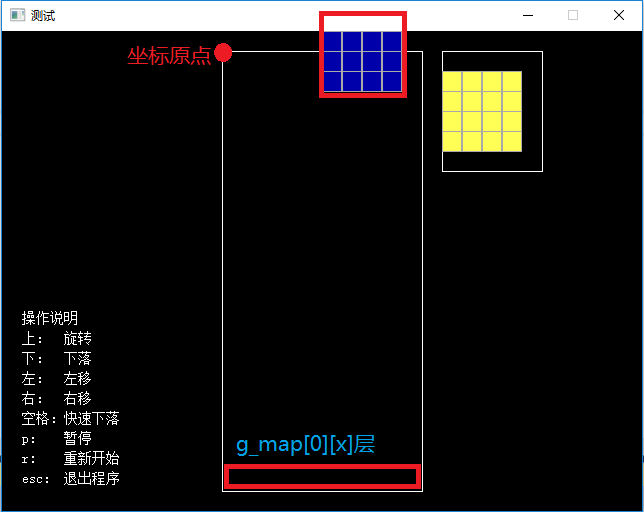 测试
坐标原点
操作说明
上： 旋转
下： 下落
左： 左移
右： 右移
空格：快速下落
p： 暂停
r： 重新开始
esc： 退出程序
g_map[0][x]层